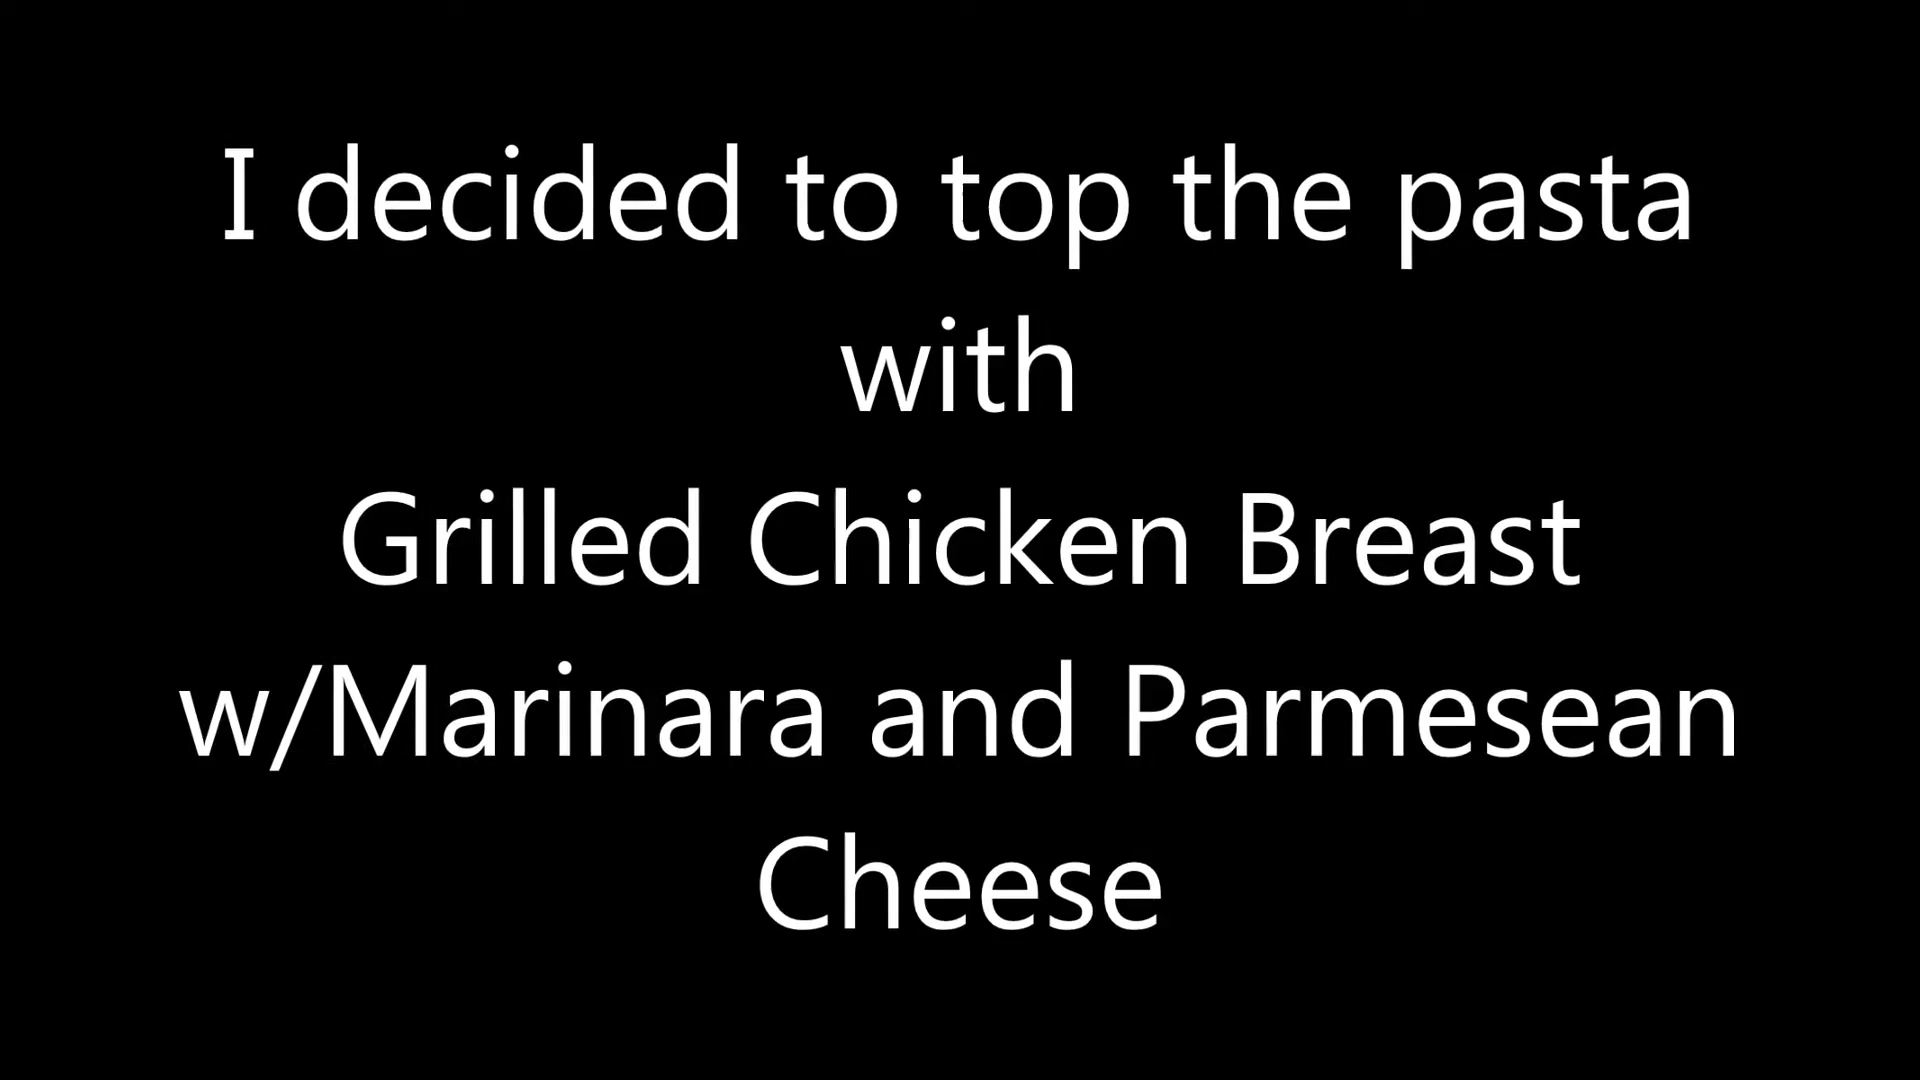 I decided to top the pasta
with
Grilled Chicken Breast
w/Marinara and Parmesean
Cheese